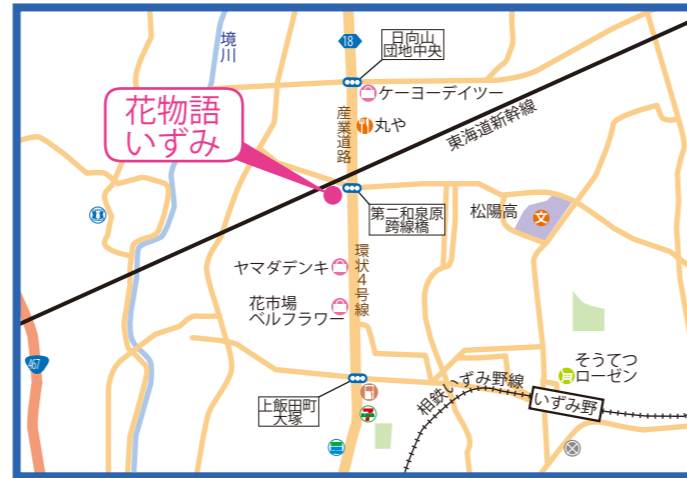 境川
18
日向山
団地中央
ケーヨーデイツー
花物語
いずみ
産業道路
丸や
東海道新幹線
第二和泉原
跨線橋
松陽高
文
ヤマダデンキ
環状4号線
花市場
ベルフラワー
467
そうてつ
ローゼン
上飯田町
大塚
相鉄いずみ野線
いずみ野
7